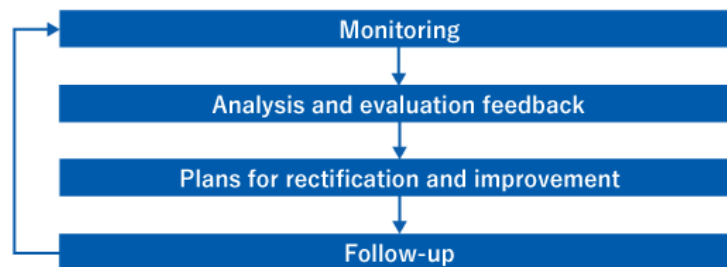 Monitoring
Analysis and evaluation feedback
Plans for rectification and improvement
Follow-up